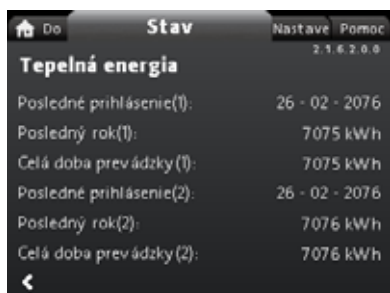 Do Stav Nastave Pomoc
2.1.6.2.0.0
Tepelná energia
Posledné prihlásenie(1): 26 - 02 - 2076
Posledný rok(1): 7075 kWh
Celá doba prevádzky (1): 7075 kWh
Posledné prihlásenie(2): 26 - 02 - 2076
Posledný rok(2): 7076 kWh
Celá doba prevádzky (2): 7076 kWh